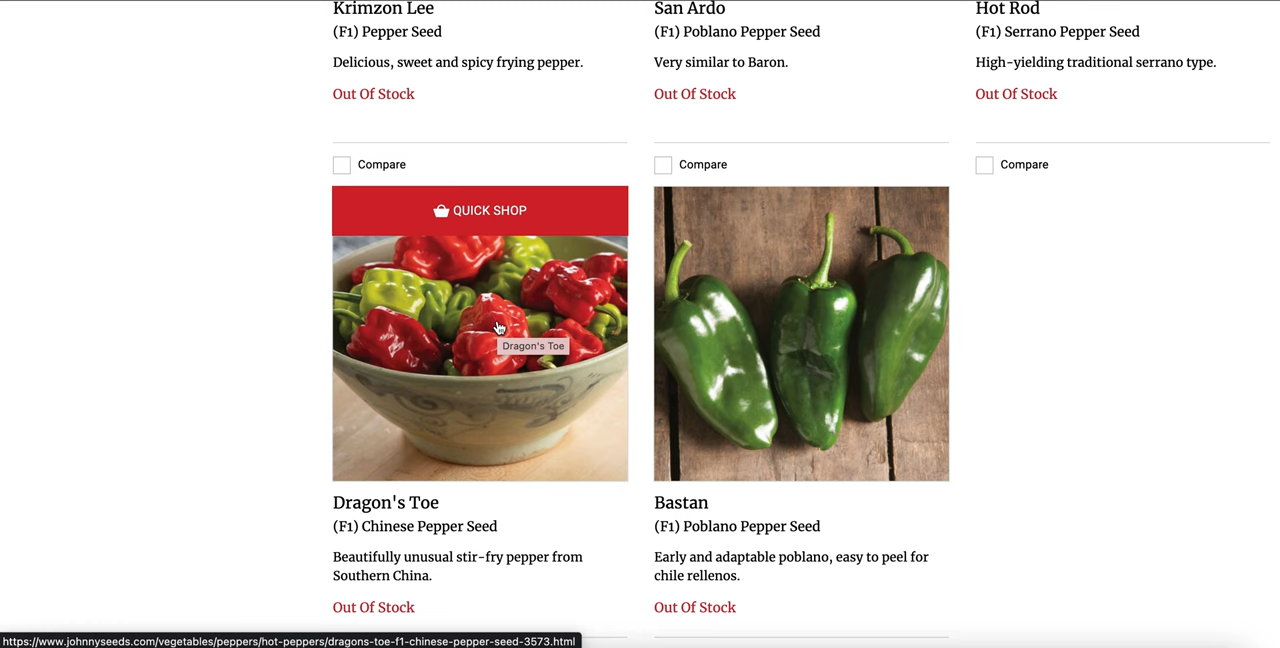 Krimzon Lee
(F1) Pepper Seed
Delicious, sweet and spicy frying pepper.
Out Of Stock
San Ardo
(F1) Poblano Pepper Seed
Very similar to Baron.
Out Of Stock
Hot Rod
(F1) Serrano Pepper Seed
High-yielding traditional serrano type.
Out Of Stock
Compare
Compare
Compare
QUICK SHOP
Dragon's Toe
Dragon's Toe
(F1) Chinese Pepper Seed
Beautifully unusual stir-fry pepper from
Southern China.
Out Of Stock
Bastan
(F1) Poblano Pepper Seed
Early and adaptable poblano, easy to peel for
chile rellenos.
Out Of Stock
https://www.johnnyseeds.com/vegetables/peppers/hot-peppers/dragons-toe-f1-chinese-pepper-seed-3573.html